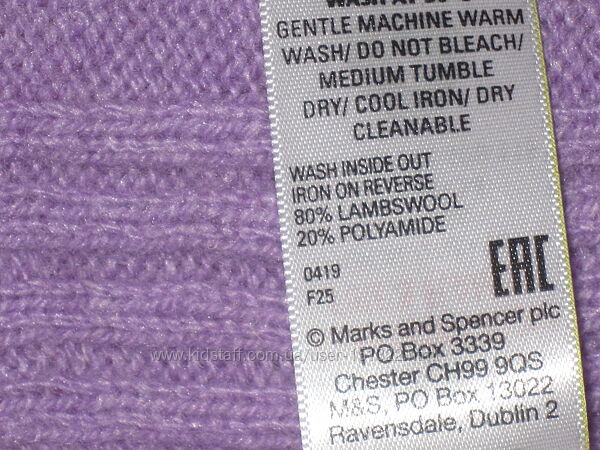 GENTLE MACHINE WARM
WASH/ DO NOT BLEACH/
MEDIUM TUMBLE
DRY/ COOL IRON/ DRY
CLEANABLE
WASH INSIDE OUT
IRON ON REVERSE
80% LAMBSWOOL
20% POLYAMIDE
0419
F25
EAC
© Marks and Spencer plc
PO Box 3339
Chester CH99 9QS
M&S, PO Box 13022
Ravensdale, Dublin 2